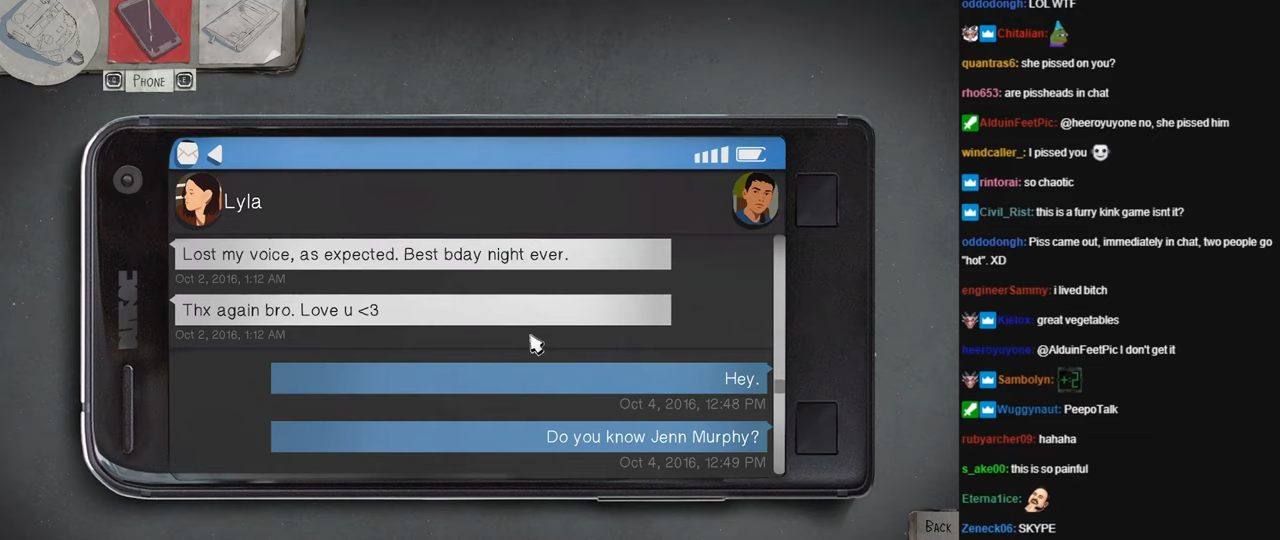 Q PHONE E
Lyla
Lost my voice, as expected. Best bday night ever.
Oct 2, 2016, 1:12 AM
Thx again bro. Love u <3
Oct 2, 2016, 1:12 AM
Hey.
Oct 4, 2016, 12:48 PM
Do you know Jenn Murphy?
Oct 4, 2016, 12:49 PM
BACK
oddodongh: LOL WTF
Chitalian:
quantras6: she pissed on you?
rho653: are pissheads in chat
AlduinFeetPic: @heeroyuyone no, she pissed him
windcaller_: I pissed you
rintorai: so chaotic
Civil_Rist: this is a furry kink game isnt it?
oddodongh: Piss came out, immediately in chat, two people go
"hot". XD
engineerSammy: i lived bitch
Kielox: great vegetables
heeroyuyone: @AlduinFeetPic I don't get it
Sambolyn: +2
Wuggynaut: PeepoTalk
rubyarcher09: hahaha
s_ake00: this is so painful
Eterna1ice:
Zeneck06: SKYPE